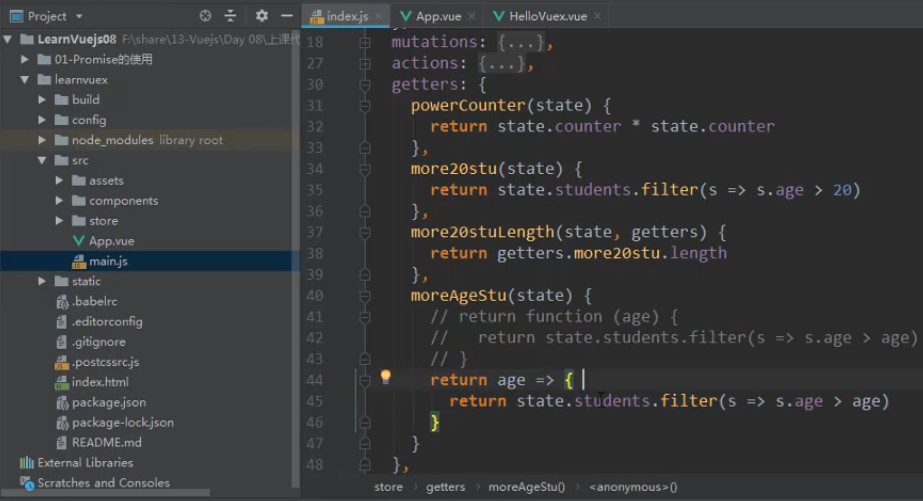 Project
LearnVuejs08 F:\share\13-Vuejs\Day 08\上课代
01-Promise的使用
learnvuex
build
config
node_modules library root
src
assets
components
store
App.vue
main.js
static
.babelrc
.editorconfig
.gitignore
.postcssrc.js
index.html
package.json
package-lock.json
README.md
External Libraries
Scratches and Consoles
index.js App.vue HelloVuex.vue
18 mutations: {...},
27 actions: {...},
30 getters: {
31 powerCounter(state) {
32 return state.counter * state.counter
33 },
34 more20stu(state) {
35 return state.students.filter(s => s.age > 20)
36 },
37 more20stuLength(state, getters) {
38 return getters.more20stu.length
39 },
40 moreAgeStu(state) {
41 // return function (age) {
42 // return state.students.filter(s => s.age > age)
43 // }
44 return age => {
45 return state.students.filter(s => s.age > age)
46 }
47 }
48 },
store getters moreAgeStu() <anonymous>()